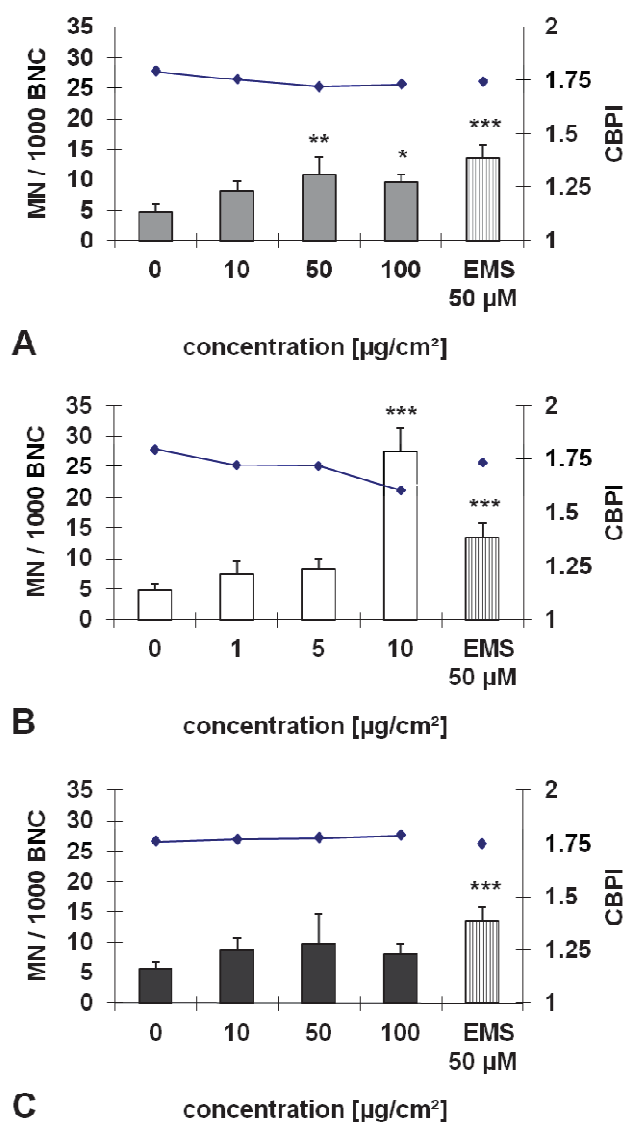 35 2
30
25 1.75
20
15 1.5
10 1.25
5
0 1
MN / 1000 BNC
CBPI
** * ***
0 10 50 100 EMS
50 µM
A concentration [µg/cm²]
35 2
30
25 1.75
20
15 1.5
10 1.25
5
0 1
MN / 1000 BNC
CBPI
*** ***
0 1 5 10 EMS
50 µM
B concentration [µg/cm²]
35 2
30
25 1.75
20
15 1.5
10 1.25
5
0 1
MN / 1000 BNC
CBPI
***
0 10 50 100 EMS
50 µM
C concentration [µg/cm²]